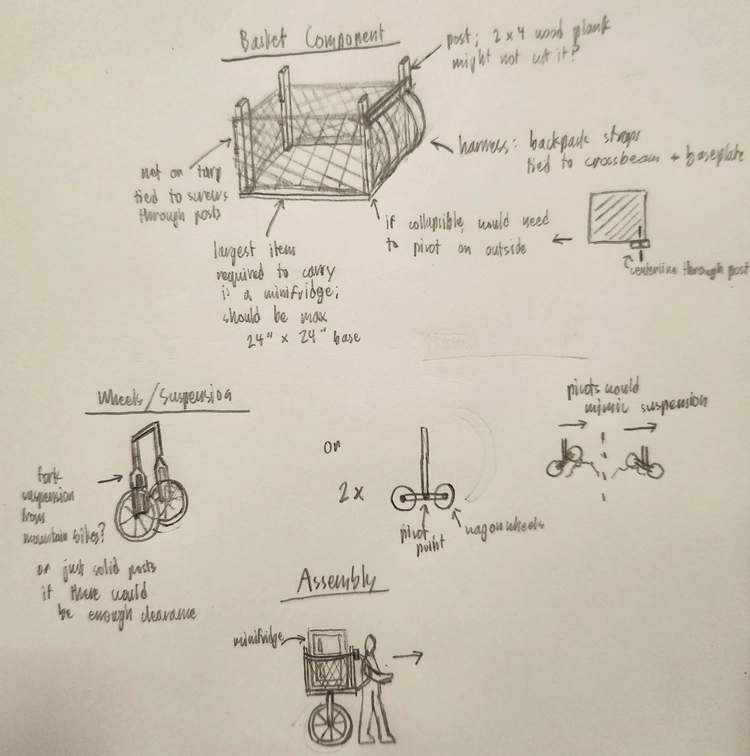 Basket Component
post; 2 x 4 wood plank
might not cut it?
net or tarp
tied to screws
through posts
harness: backpack straps
tied to crossbeam + baseplate
if collapsible, would need
to pivot on outside
centerline through post
largest item
required to carry
is a minifridge;
should be max
24" x 24" base
Wheels/Suspension
fork
suspension
from
mountain bikes?
or just solid posts
if there would
be enough clearance
or
2x
pivot
point
wagon wheels
pivots would
mimic suspension
Assembly
minifridge